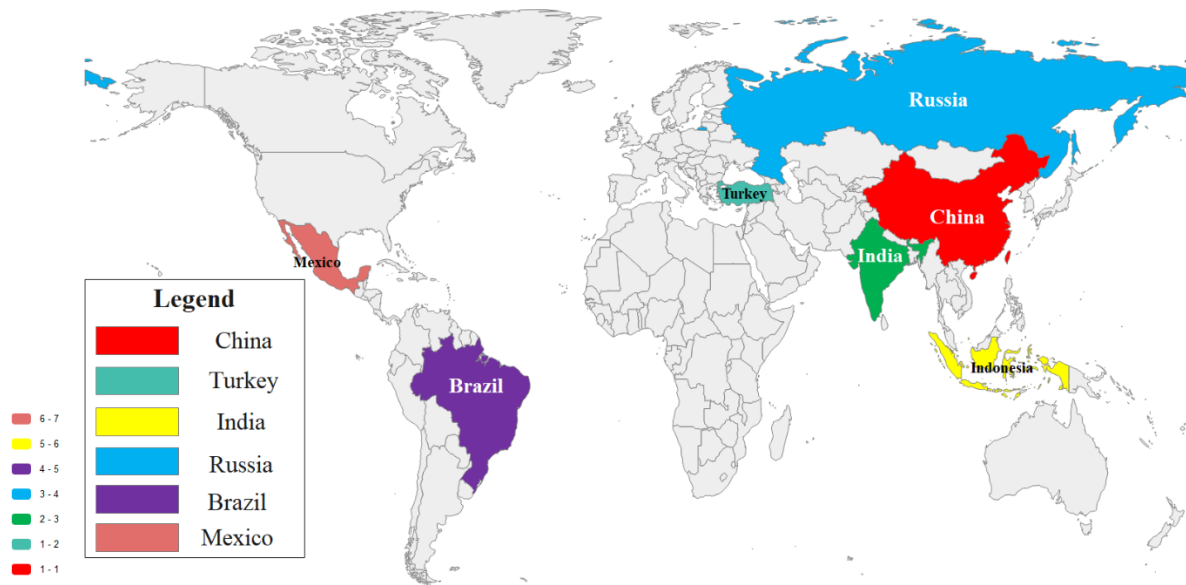 Russia
Turkey
China
India
Mexico
Indonesia
Brazil
Legend
China
Turkey
India
Russia
Brazil
Mexico
6 - 7
5 - 6
4 - 5
3 - 4
2 - 3
1 - 2
1 - 1